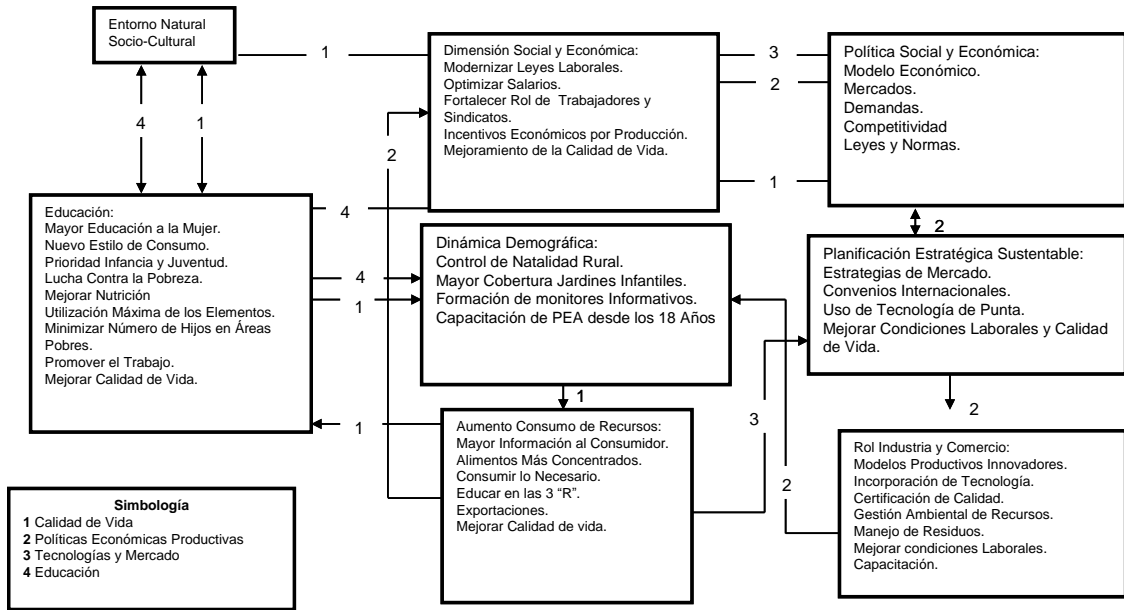 Entorno Natural
Socio-Cultural
1
Dimensión Social y Económica:
Modernizar Leyes Laborales.
Optimizar Salarios.
Fortalecer Rol de Trabajadores y
Sindicatos.
Incentivos Económicos por Producción.
Mejoramiento de la Calidad de Vida.
3
2
1
Política Social y Económica:
Modelo Económico.
Mercados.
Demandas.
Competitividad
Leyes y Normas.
4
1
2
2
Educación:
Mayor Educación a la Mujer.
Nuevo Estilo de Consumo.
Prioridad Infancia y Juventud.
Lucha Contra la Pobreza.
Mejorar Nutrición
Utilización Máxima de los Elementos.
Minimizar Número de Hijos en Áreas
Pobres.
Promover el Trabajo.
Mejorar Calidad de Vida.
4
4
1
1
Dinámica Demográfica:
Control de Natalidad Rural.
Mayor Cobertura Jardines Infantiles.
Formación de monitores Informativos.
Capacitación de PEA desde los 18 Años
1
Planificación Estratégica Sustentable:
Estrategias de Mercado.
Convenios Internacionales.
Uso de Tecnología de Punta.
Mejorar Condiciones Laborales y Calidad
de Vida.
2
Aumento Consumo de Recursos:
Mayor Información al Consumidor.
Alimentos Más Concentrados.
Consumir lo Necesario.
Educar en las 3 “R”.
Exportaciones.
Mejorar Calidad de vida.
3
2
Rol Industria y Comercio:
Modelos Productivos Innovadores.
Incorporación de Tecnología.
Certificación de Calidad.
Gestión Ambiental de Recursos.
Manejo de Residuos.
Mejorar condiciones Laborales.
Capacitación.
Simbología
1 Calidad de Vida
2 Políticas Económicas Productivas
3 Tecnologías y Mercado
4 Educación